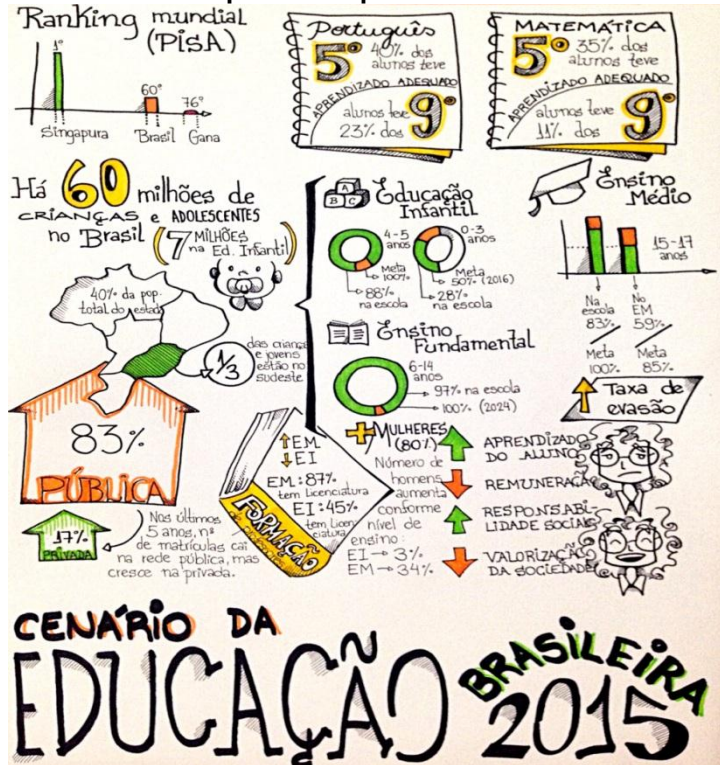 Ranking mundial
(PISA)
1º
60º
76º
Singapura
Brasil
Gana
Português
5º 40% dos
alunos teve
APRENDIZADO ADEQUADO
alunos teve
23% dos 9º
MATEMÁTICA
5º 35% dos
alunos teve
APRENDIZADO ADEQUADO
alunos teve
11% dos 9º
Há 60 milhões de
CRIANÇAS e ADOLESCENTES
no Brasil (7 MILHÕES
na Ed. Infantil)
40% da pop.
total do estado
1/3
das crianças
e jovens
estão no
sudeste.
83%
PÚBLICA
17%
PRIVADA
Nos últimos
5 anos, nº
de matrículas cai
na rede pública, mas
cresce na privada.
A
B C
Educação
Infantil
4-5
anos
Meta
100%
88%
na escola
0-3
anos
Meta
50% (2016)
28%
na escola
Ensino
Fundamental
6-14
anos
97% na escola
100% (2024)
Ensino
Médio
15-17
anos
Na
escola
83%
Meta
100%
No
EM
59%
Meta
85%
Taxa de
evasão
EM
EI
EM: 87%
tem Licenciatura
EI: 45%
tem Licen
ciatura
FORMAÇÃO
+ MULHERES
(80%)
Número de
homens
aumenta
conforme
nível de
ensino:
EI → 3%
EM → 34%
APRENDIZADO
DO ALUNO
REMUNERAÇÃO
RESPONSABI-
LIDADE SOCIAL
VALORIZAÇÃO
DA SOCIEDADE
CENÁRIO DA
EDUCAÇÃO BRASILEIRA
2015